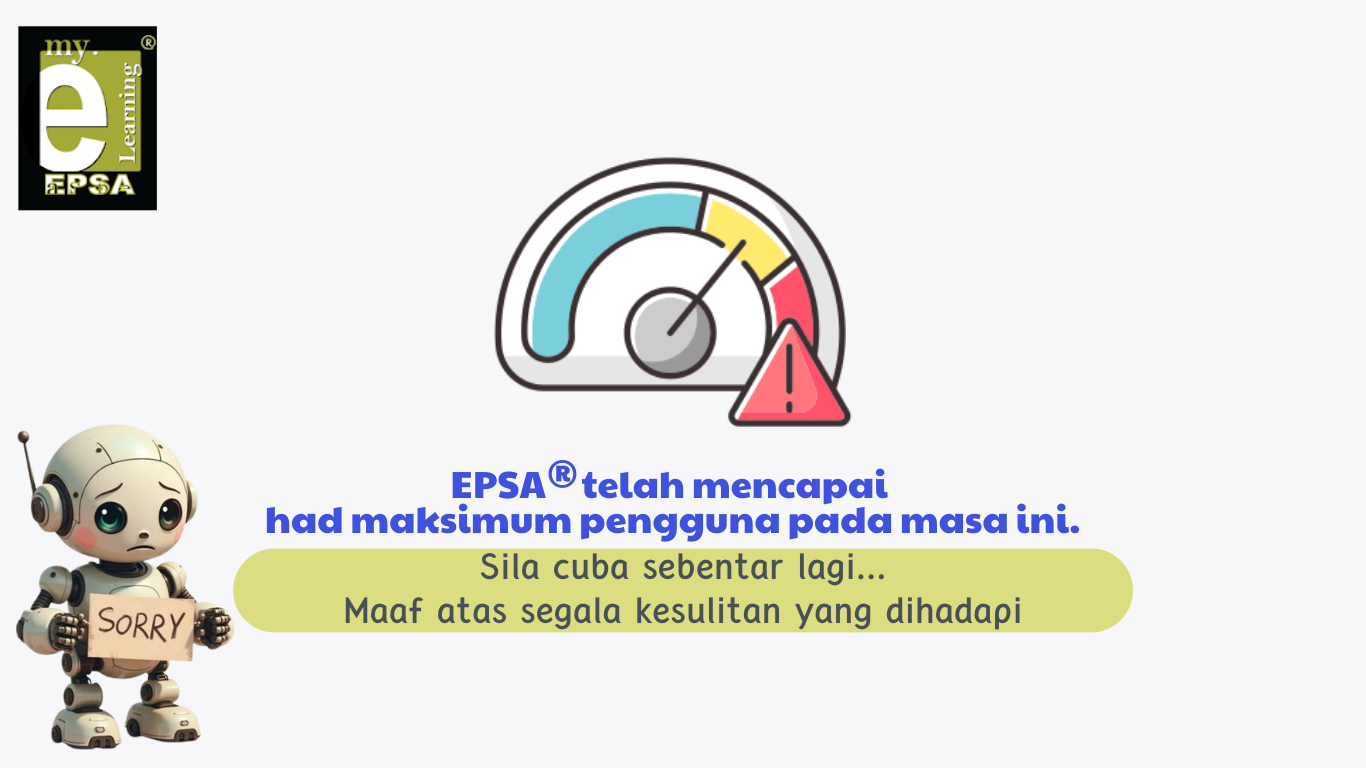 my.
®
e
Learning
EPSA
EPSA® telah mencapai
had maksimum pengguna pada masa ini.
Sila cuba sebentar lagi...
Maaf atas segala kesulitan yang dihadapi
SORRY